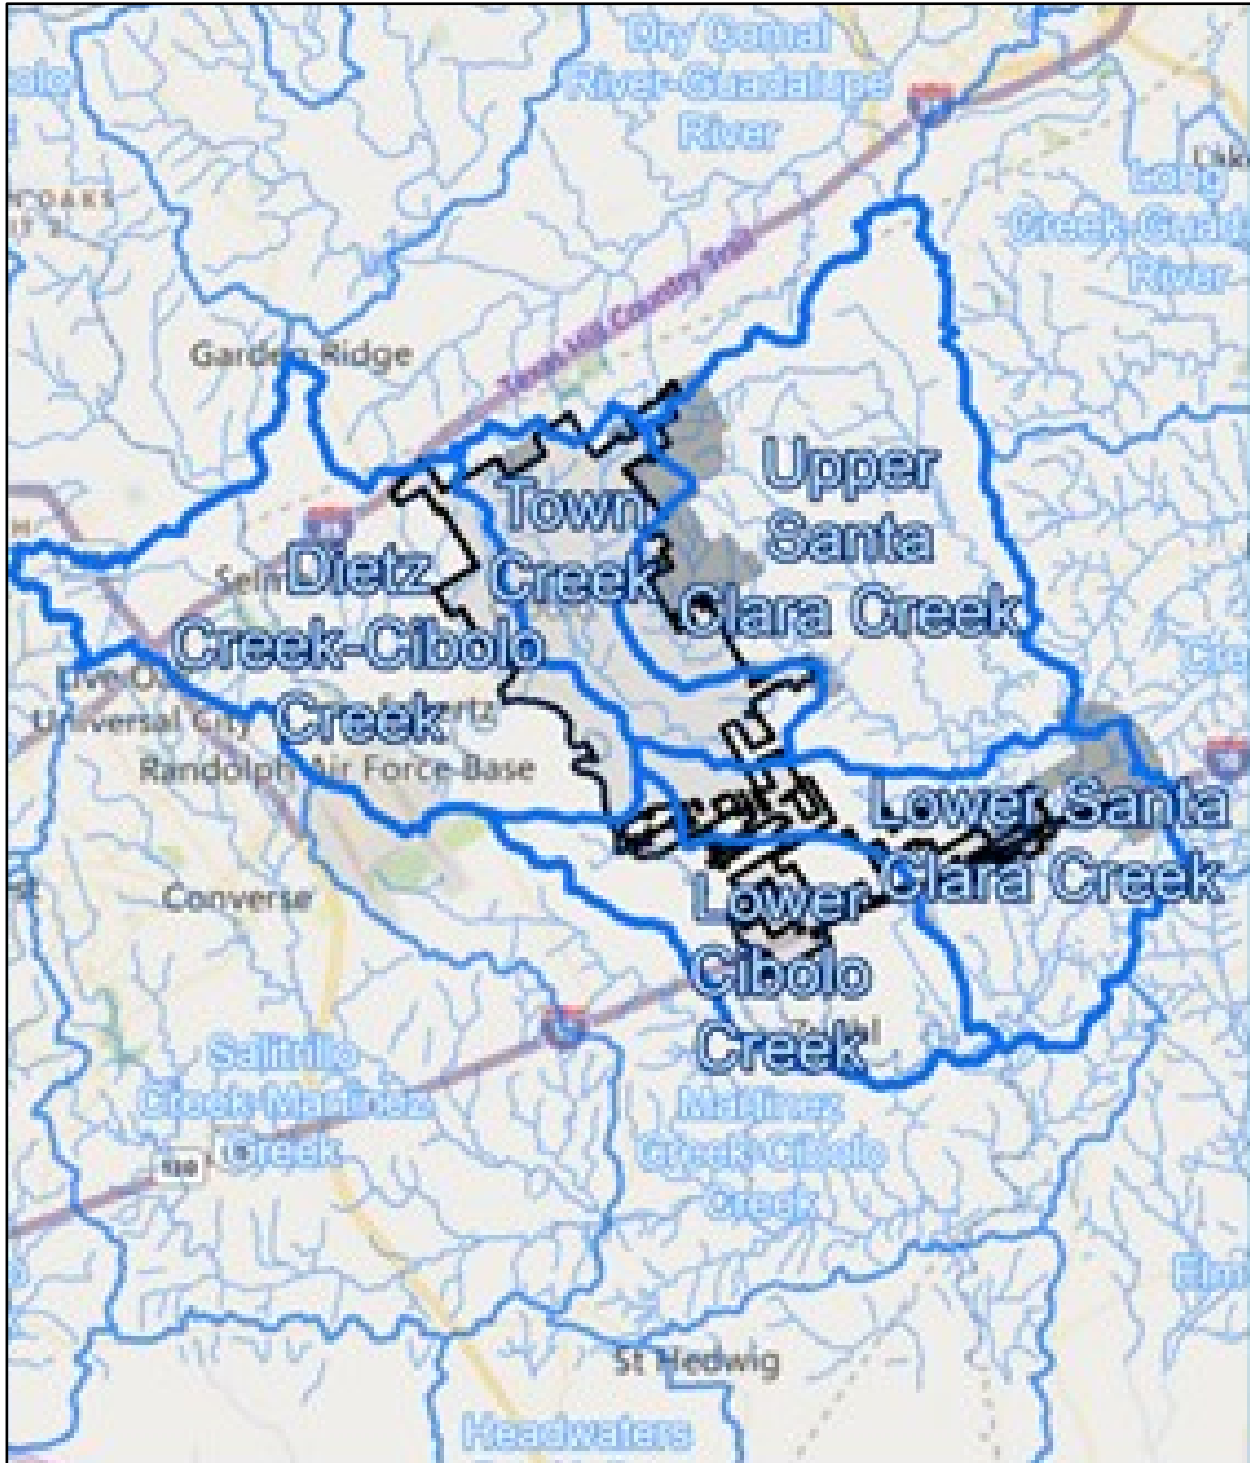 Dry Comal
River-Guadalupe
River
Long
Creek-Guad
River
N OAKS
Garden Ridge
Texas Hill Country Trail
Upper
Santa
Clara Creek
Town
Creek
Dietz
Creek-Cibolo
Creek
Universal City
Randolph Air Force Base
Lower Santa
Clara Creek
Converse
Lower
Cibolo
Creek
Salitrillo
Creek-Martinez
Creek
Martinez
Creek-Cibolo
Creek
Elm
St Hedwig
Headwaters